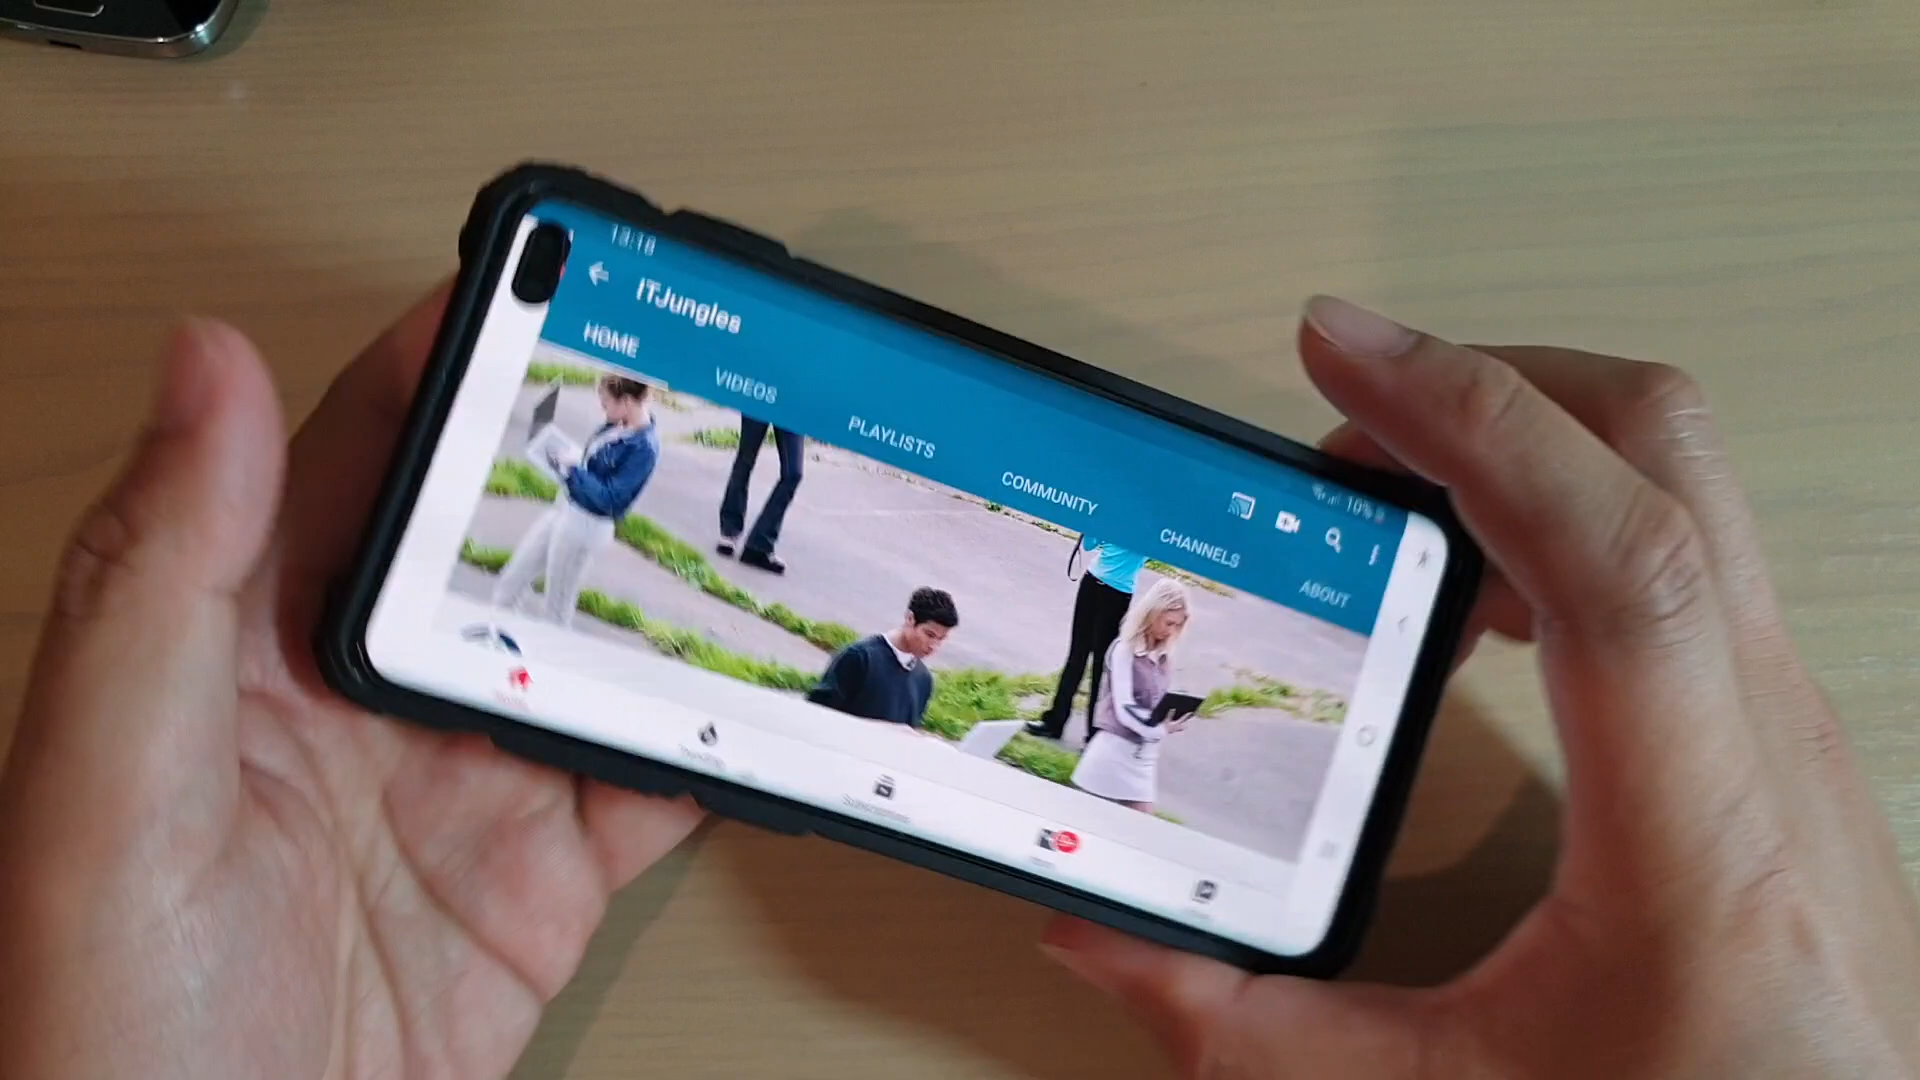 13:18
10%
ITJungles
HOME
VIDEOS
PLAYLISTS
COMMUNITY
CHANNELS
ABOUT